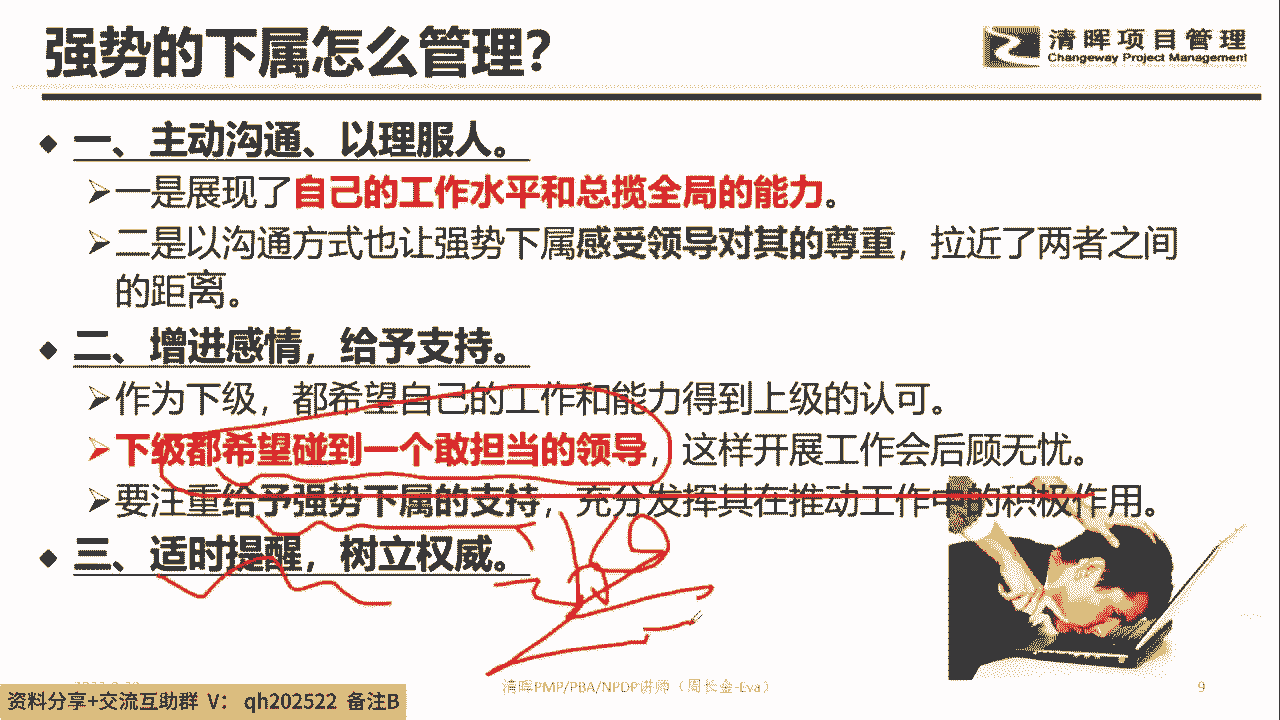 强势的下属怎么管理?
清晖项目管理
Changeway Project Management
一、主动沟通、以理服人。
一是展现了自己的工作水平和总揽全局的能力。
二是以沟通方式也让强势下属感受领导对其的尊重，拉近了两者之间
的距离。
二、增进感情，给予支持。
作为下级，都希望自己的工作和能力得到上级的认可。
下级都希望碰到一个敢担当的领导，这样开展工作会后顾无忧。
要注重给予强势下属的支持，充分发挥其在推动工作中的积极作用。
三、适时提醒，树立权威。
清晖PMP/PBA/NPDP讲师（周长金-Eva）
9
资料分享+交流互助群 V： qh202522 备注B